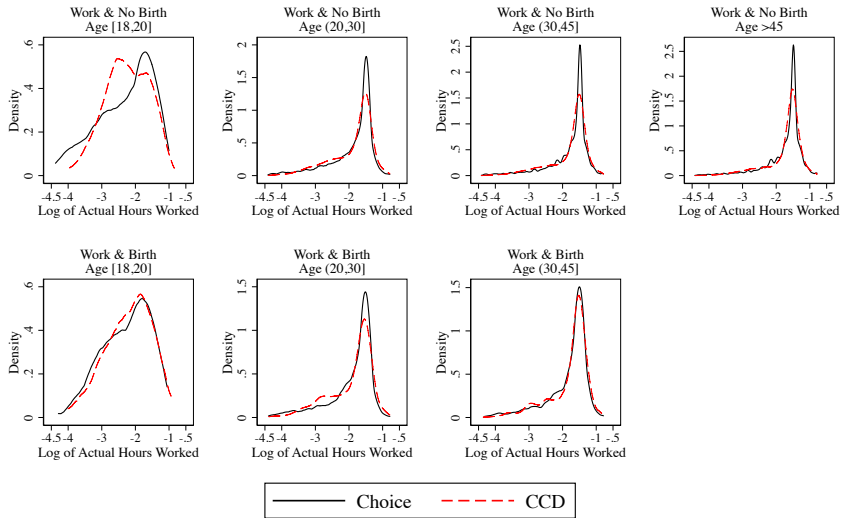 Work & No Birth
Age [18,20]
Density
0 .2 .4 .6
-4.5 -4 -3 -2 -1 -.5
Log of Actual Hours Worked
Work & No Birth
Age (20,30]
Density
0 .5 1 1.5 2
-4.5 -4 -3 -2 -1 -.5
Log of Actual Hours Worked
Work & No Birth
Age (30,45]
Density
0 .5 1 1.5 2 2.5
-4.5 -4 -3 -2 -1 -.5
Log of Actual Hours Worked
Work & No Birth
Age >45
Density
0 .5 1 1.5 2 2.5
-4.5 -4 -3 -2 -1 -.5
Log of Actual Hours Worked
Work & Birth
Age [18,20]
Density
0 .2 .4 .6
-4.5 -4 -3 -2 -1 -.5
Log of Actual Hours Worked
Work & Birth
Age (20,30]
Density
0 .5 1 1.5
-4.5 -4 -3 -2 -1 -.5
Log of Actual Hours Worked
Work & Birth
Age (30,45]
Density
0 .5 1 1.5
-4.5 -4 -3 -2 -1 -.5
Log of Actual Hours Worked
Choice CCD